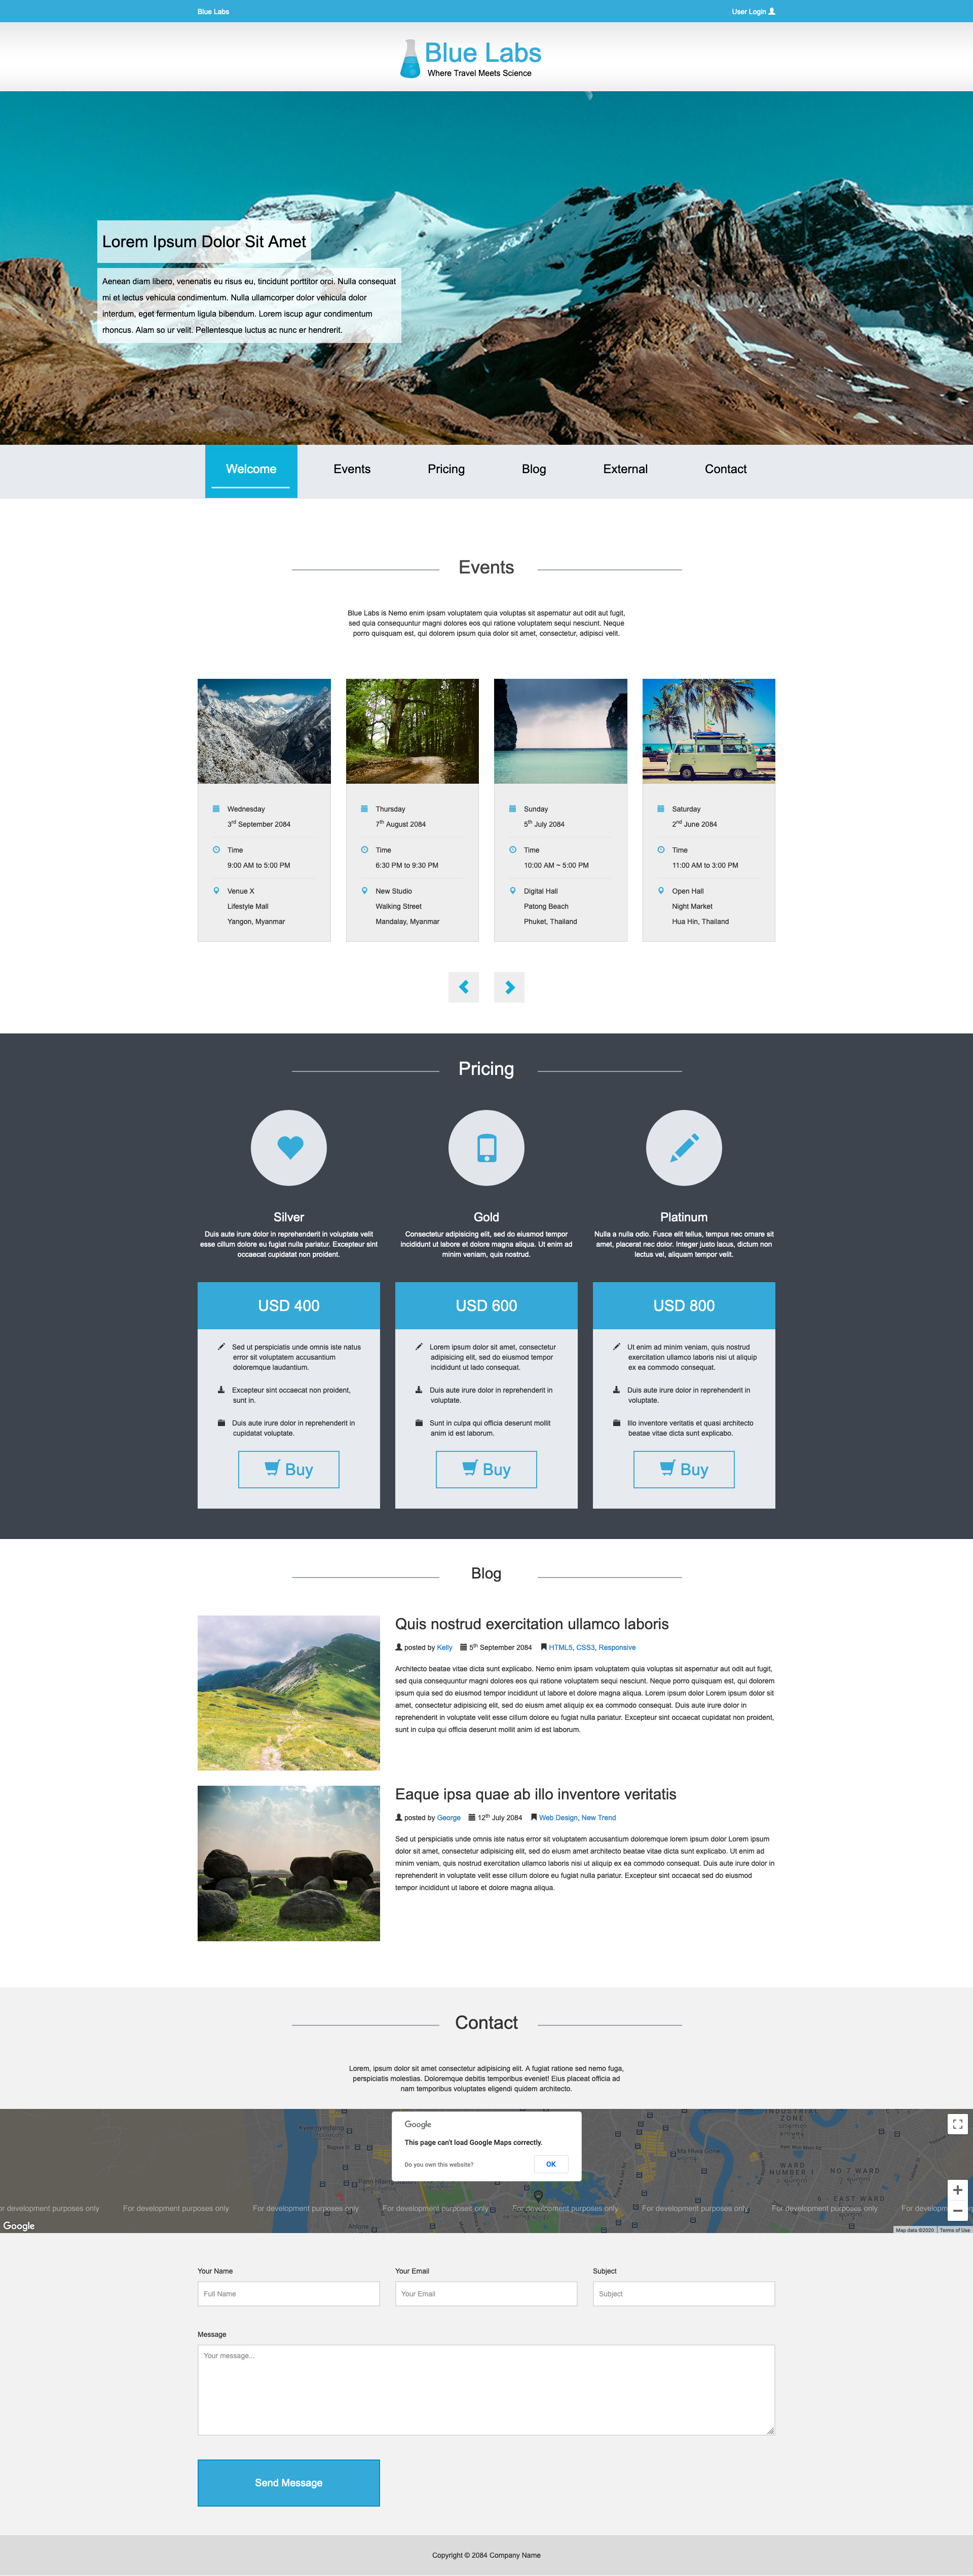 Blue Labs
User Login
Blue Labs
Where Travel Meets Science
Lorem Ipsum Dolor Sit Amet
Aenean diam libero, venenatis eu risus eu, tincidunt porttitor orci. Nulla consequat
mi et lectus vehicula condimentum. Nulla ullamcorper dolor vehicula dolor
interdum, eget fermentum ligula bibendum. Lorem iscup agur condimentum
rhoncus. Alam so ur velit. Pellentesque luctus ac nunc er hendrerit.
Welcome
Events
Pricing
Blog
External
Contact
Events
Blue Labs is Nemo enim ipsam voluptatem quia voluptas sit aspernatur aut odit aut fugit,
sed quia consequuntur magni dolores eos qui ratione voluptatem sequi nesciunt. Neque
porro quisquam est, qui dolorem ipsum quia dolor sit amet, consectetur, adipisci velit.
Wednesday
3rd September 2084
Time
9:00 AM to 5:00 PM
Venue X
Lifestyle Mall
Yangon, Myanmar
Thursday
7th August 2084
Time
6:30 PM to 9:30 PM
New Studio
Walking Street
Mandalay, Myanmar
Sunday
5th July 2084
Time
10:00 AM ~ 5:00 PM
Digital Hall
Patong Beach
Phuket, Thailand
Saturday
2nd June 2084
Time
11:00 AM to 3:00 PM
Open Hall
Night Market
Hua Hin, Thailand
Pricing
Silver
Duis aute irure dolor in reprehenderit in voluptate velit
esse cillum dolore eu fugiat nulla pariatur. Excepteur sint
occaecat cupidatat non proident.
Gold
Consectetur adipisicing elit, sed do eiusmod tempor
incididunt ut labore et dolore magna aliqua. Ut enim ad
minim veniam, quis nostrud.
Platinum
Nulla a nulla odio. Fusce elit tellus, tempus nec ornare sit
amet, placerat nec dolor. Integer justo lacus, dictum non
lectus vel, aliquam tempor velit.
USD 400
Sed ut perspiciatis unde omnis iste natus
error sit voluptatem accusantium
doloremque laudantium.
Excepteur sint occaecat non proident,
sunt in.
Duis aute irure dolor in reprehenderit in
cupidatat voluptate.
Buy
USD 600
Lorem ipsum dolor sit amet, consectetur
adipisicing elit, sed do eiusmod tempor
incididunt ut lado consequat.
Duis aute irure dolor in reprehenderit in
voluptate.
Sunt in culpa qui officia deserunt mollit
anim id est laborum.
Buy
USD 800
Ut enim ad minim veniam, quis nostrud
exercitation ullamco laboris nisi ut aliquip
ex ea commodo consequat.
Duis aute irure dolor in reprehenderit in
voluptate.
Illo inventore veritatis et quasi architecto
beatae vitae dicta sunt explicabo.
Buy
Blog
Quis nostrud exercitation ullamco laboris
posted by Kelly 5th September 2084 HTML5, CSS3, Responsive
Architecto beatae vitae dicta sunt explicabo. Nemo enim ipsam voluptatem quia voluptas sit aspernatur aut odit aut fugit,
sed quia consequuntur magni dolores eos qui ratione voluptatem sequi nesciunt. Neque porro quisquam est, qui dolorem
ipsum quia sed do eiusmod tempor incididunt ut labore et dolore magna aliqua. Lorem ipsum dolor Lorem ipsum dolor sit
amet, consectetur adipisicing elit, sed do eiusm amet aliquip ex ea commodo consequat. Duis aute irure dolor in
reprehenderit in voluptate velit esse cillum dolore eu fugiat nulla pariatur. Excepteur sint occaecat cupidatat non proident,
sunt in culpa qui officia deserunt mollit anim id est laborum.
Eaque ipsa quae ab illo inventore veritatis
posted by George 12th July 2084 Web Design, New Trend
Sed ut perspiciatis unde omnis iste natus error sit voluptatem accusantium doloremque lorem ipsum dolor Lorem ipsum
dolor sit amet, consectetur adipisicing elit, sed do eiusm amet architecto beatae vitae dicta sunt explicabo. Ut enim ad
minim veniam, quis nostrud exercitation ullamco laboris nisi ut aliquip ex ea commodo consequat. Duis aute irure dolor in
reprehenderit in voluptate velit esse cillum dolore eu fugiat nulla pariatur. Excepteur sint occaecat sed do eiusmod
tempor incididunt ut labore et dolore magna aliqua.
Contact
Lorem, ipsum dolor sit amet consectetur adipisicing elit. A fugiat ratione sed nemo fuga,
perspiciatis molestias. Doloremque debitis temporibus eveniet! Eius placeat officia ad
nam temporibus voluptates eligendi quidem architecto.
Google
This page can't load Google Maps correctly.
Do you own this website?
OK
INDUSTRIAL
ZONE
WARD
NUMBER 1
NO 7 WARD
6 - EAST WARD
Ahlone
or development purposes only
For development purposes only
For development purposes only
For development purposes only
For development purposes only
For development purposes only
For development purposes only
For developm
Google
Map data ©2020
Terms of Use
Your Name
Full Name
Your Email
Your Email
Subject
Subject
Message
Your message...
Send Message
Copyright © 2084 Company Name